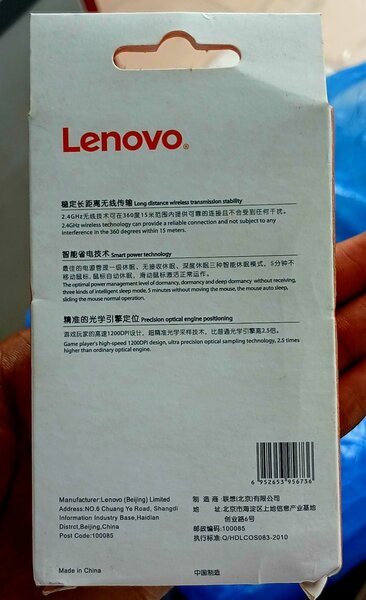 Lenovo®
稳定长距离无线传输 Long distance wireless transmission stability
2.4GHz无线技术可在360度15米范围内提供可靠的连接且不会受到任何干扰。
2.4GHz wireless technology can provide a reliable connection and not subject to any
interference in the 360 degrees within 15 meters.
智能省电技术 Smart power technology
最佳的电源管理一级休眠、无接收休眠、深度休眠三种智能休眠模式，5分钟不
移动鼠标,鼠标自动休眠，滑动鼠标激活正常运作。
The optimal power management level of dormancy, dormancy and deep dormancy without receiving,
three kinds of intelligent sleep mode, 5 minutes without moving the mouse, the mouse auto sleep,
sliding the mouse normal operation.
精准的光学引擎定位 Precision optical engine positioning
游戏玩家的高速1200DPI设计，超精准光学采样技术，比普通光学引擎高2.5倍。
Game player's high-speed 1200DPI design, ultra precision optical sampling technology, 2.5 times
higher than ordinary optical engine.
6 952653 956736
Manufacturer:Lenovo (Beijing) Limited
Address:NO.6 Chuang Ye Road, Shangdi
Information Industry Base,Haidian
Distrct,Beijing,China
Post Code:100085
Made in China
制造商:联想(北京)有限公司
地址:北京市海淀区上地信息产业基地
创业路6号
邮政编码:100085
执行标准:Q/HDLCOS083-2010
中国制造